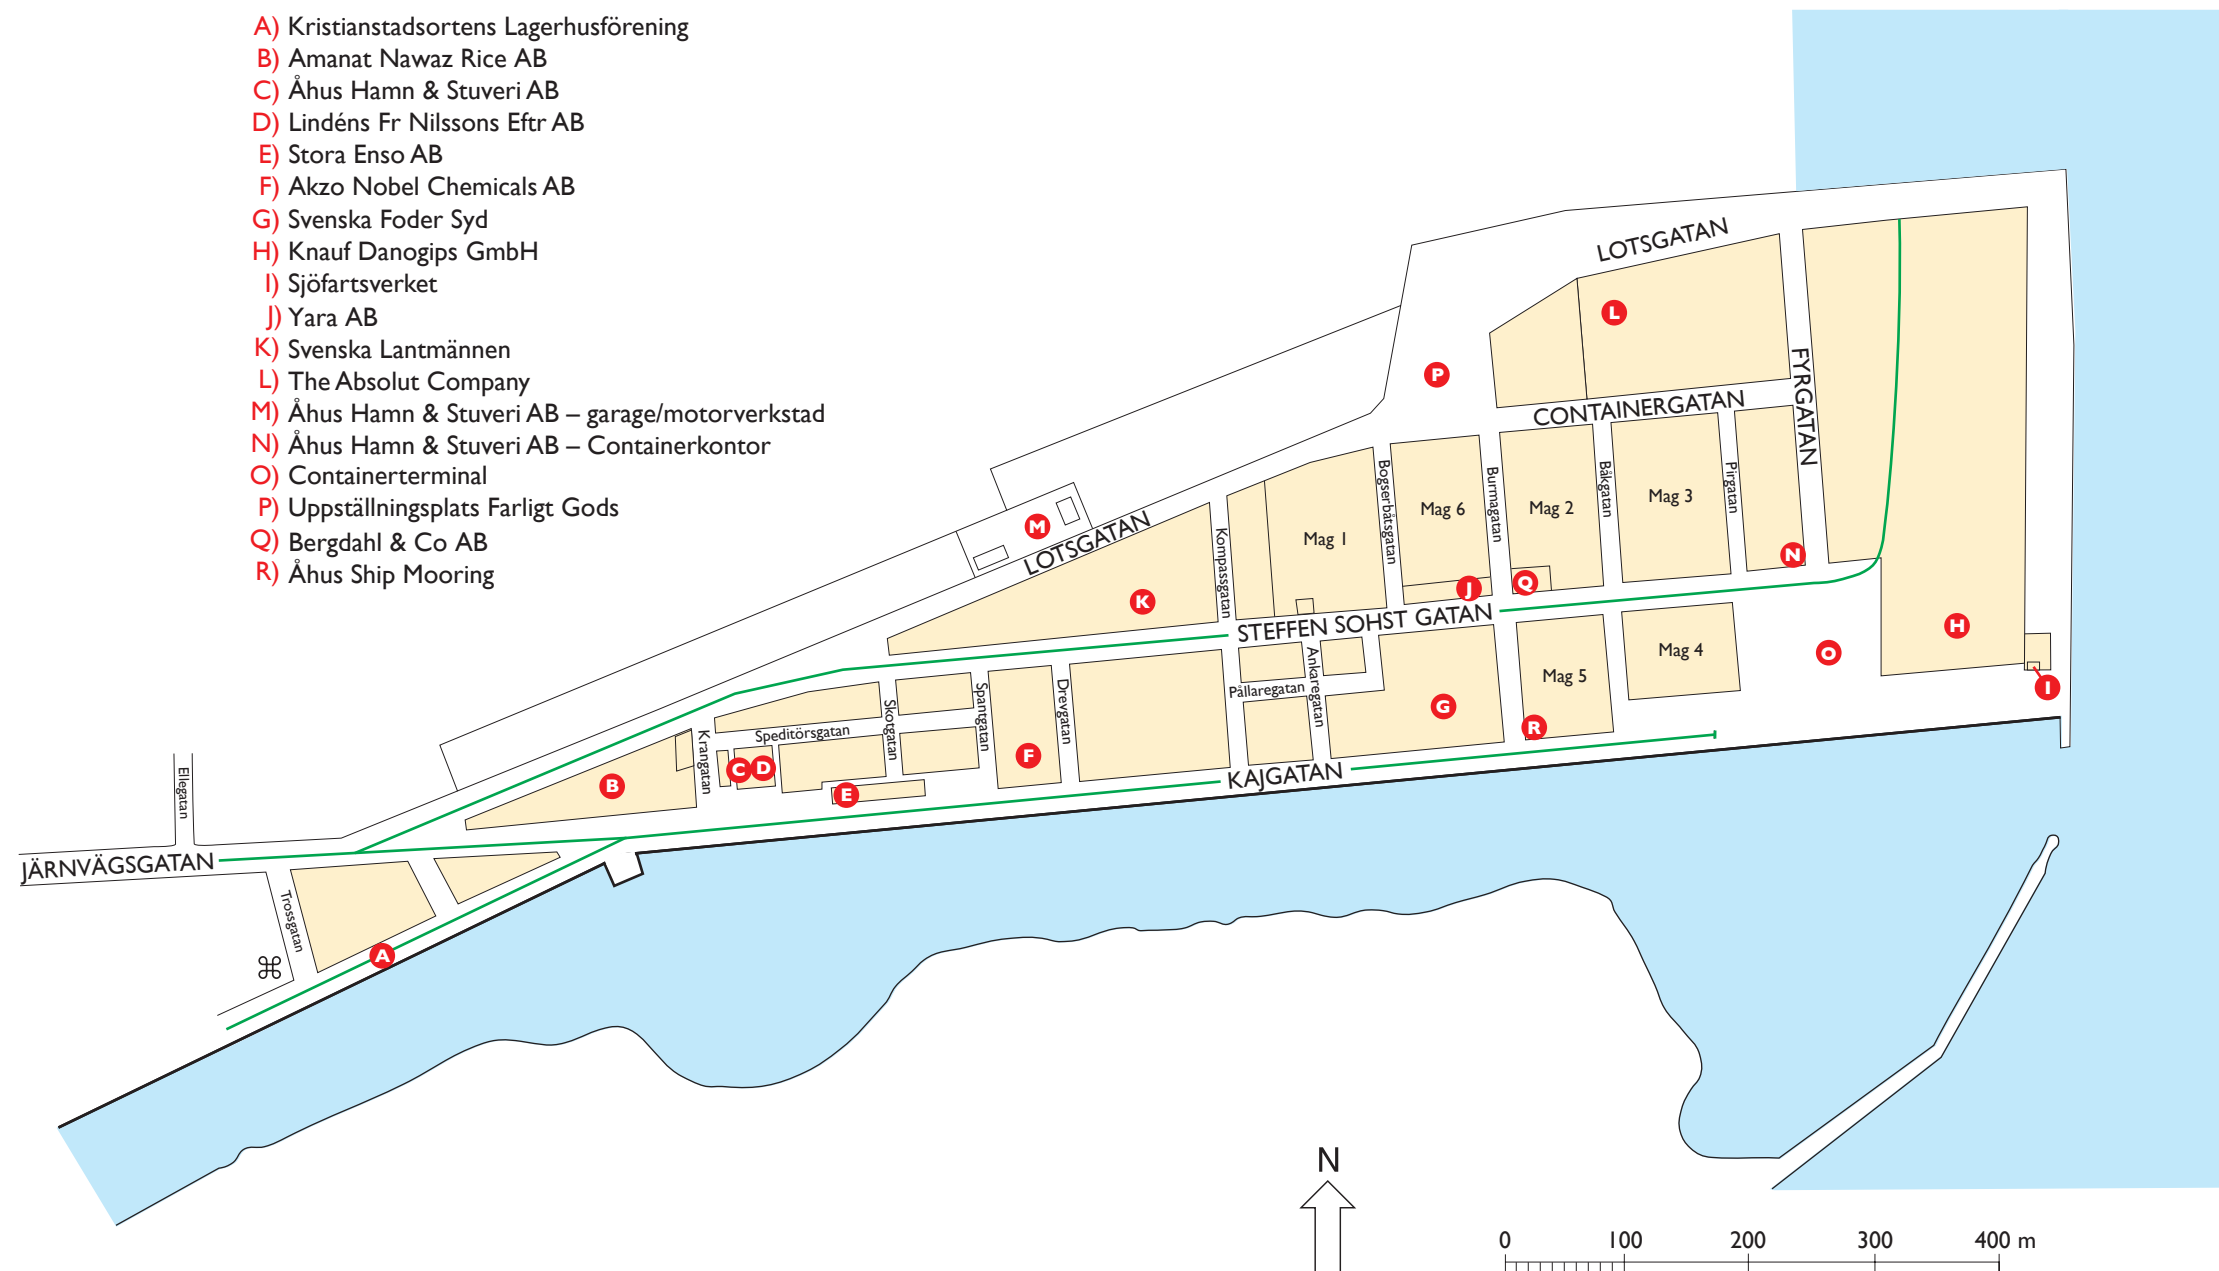 A) Kristianstadsortens Lagerhusförening
B) Amanat Nawaz Rice AB
C) Åhus Hamn & Stuveri AB
D) Lindéns Fr Nilssons Eftr AB
E) Stora Enso AB
F) Akzo Nobel Chemicals AB
G) Svenska Foder Syd
H) Knauf Danogips GmbH
I) Sjöfartsverket
J) Yara AB
K) Svenska Lantmännen
L) The Absolut Company
M) Åhus Hamn & Stuveri AB – garage/motorverkstad
N) Åhus Hamn & Stuveri AB – Containerkontor
O) Containerterminal
P) Uppställningsplats Farligt Gods
Q) Bergdahl & Co AB
R) Åhus Ship Mooring
LOTSGATAN
L
P
FYRGATAN
CONTAINERGATAN
Bogserbåtsgatan
Burmagatan
Båkgatan
Pirgatan
Mag 3
Mag 6
Mag 2
Mag 1
M
LOTSGATAN
Kompassgatan
N
Q
J
K
STEFFEN SOHST GATAN
H
O
Mag 4
Mag 5
I
Ankaregatan
Pållaregatan
G
R
Drevgatan
Spantgatan
Skotgatan
Speditörsgatan
Krangatan
F
C
D
B
E
KAJGATAN
Ellegatan
JÄRNVÄGSGATAN
Trossgatan
A
⌘
N
0 100 200 300 400 m